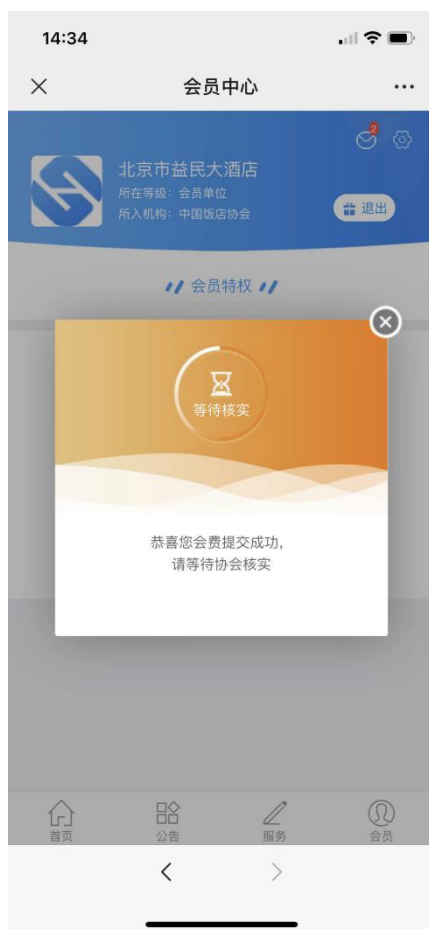 14:34
会员中心
2
北京市益民大酒店
所在等级：会员单位
所入机构：中国饭店协会
退出
会员特权
等待核实
恭喜您会费提交成功，
请等待协会核实
首页
公告
服务
会员